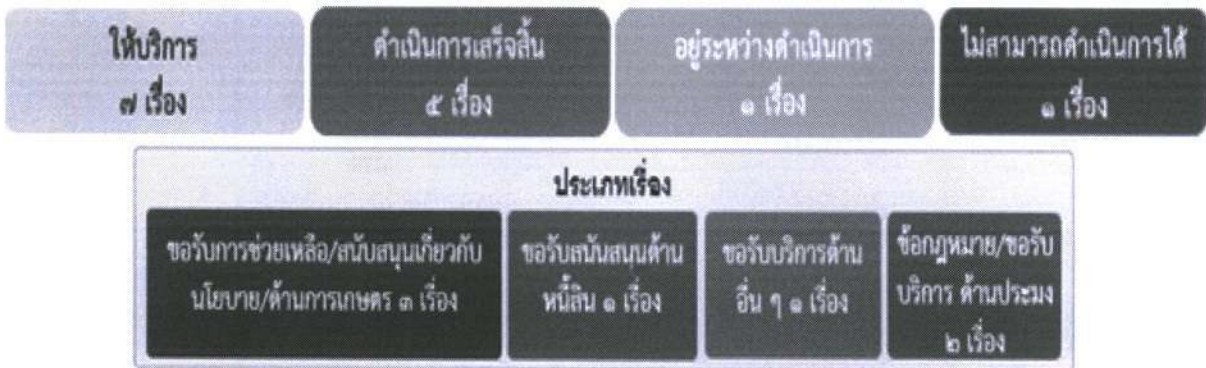 ให้บริการ
๗ เรื่อง
ดำเนินการเสร็จสิ้น
๕ เรื่อง
อยู่ระหว่างดำเนินการ
๑ เรื่อง
ไม่สามารถดำเนินการได้
๑ เรื่อง
ประเภทเรื่อง
ขอรับการช่วยเหลือ/สนับสนุนเกี่ยวกับ
นโยบาย/ด้านการเกษตร ๓ เรื่อง
ขอรับสนับสนุนด้าน
หนี้สิน ๑ เรื่อง
ขอรับบริการด้าน
อื่น ๆ ๑ เรื่อง
ข้อกฎหมาย/ขอรับ
บริการ ด้านประมง
๒ เรื่อง